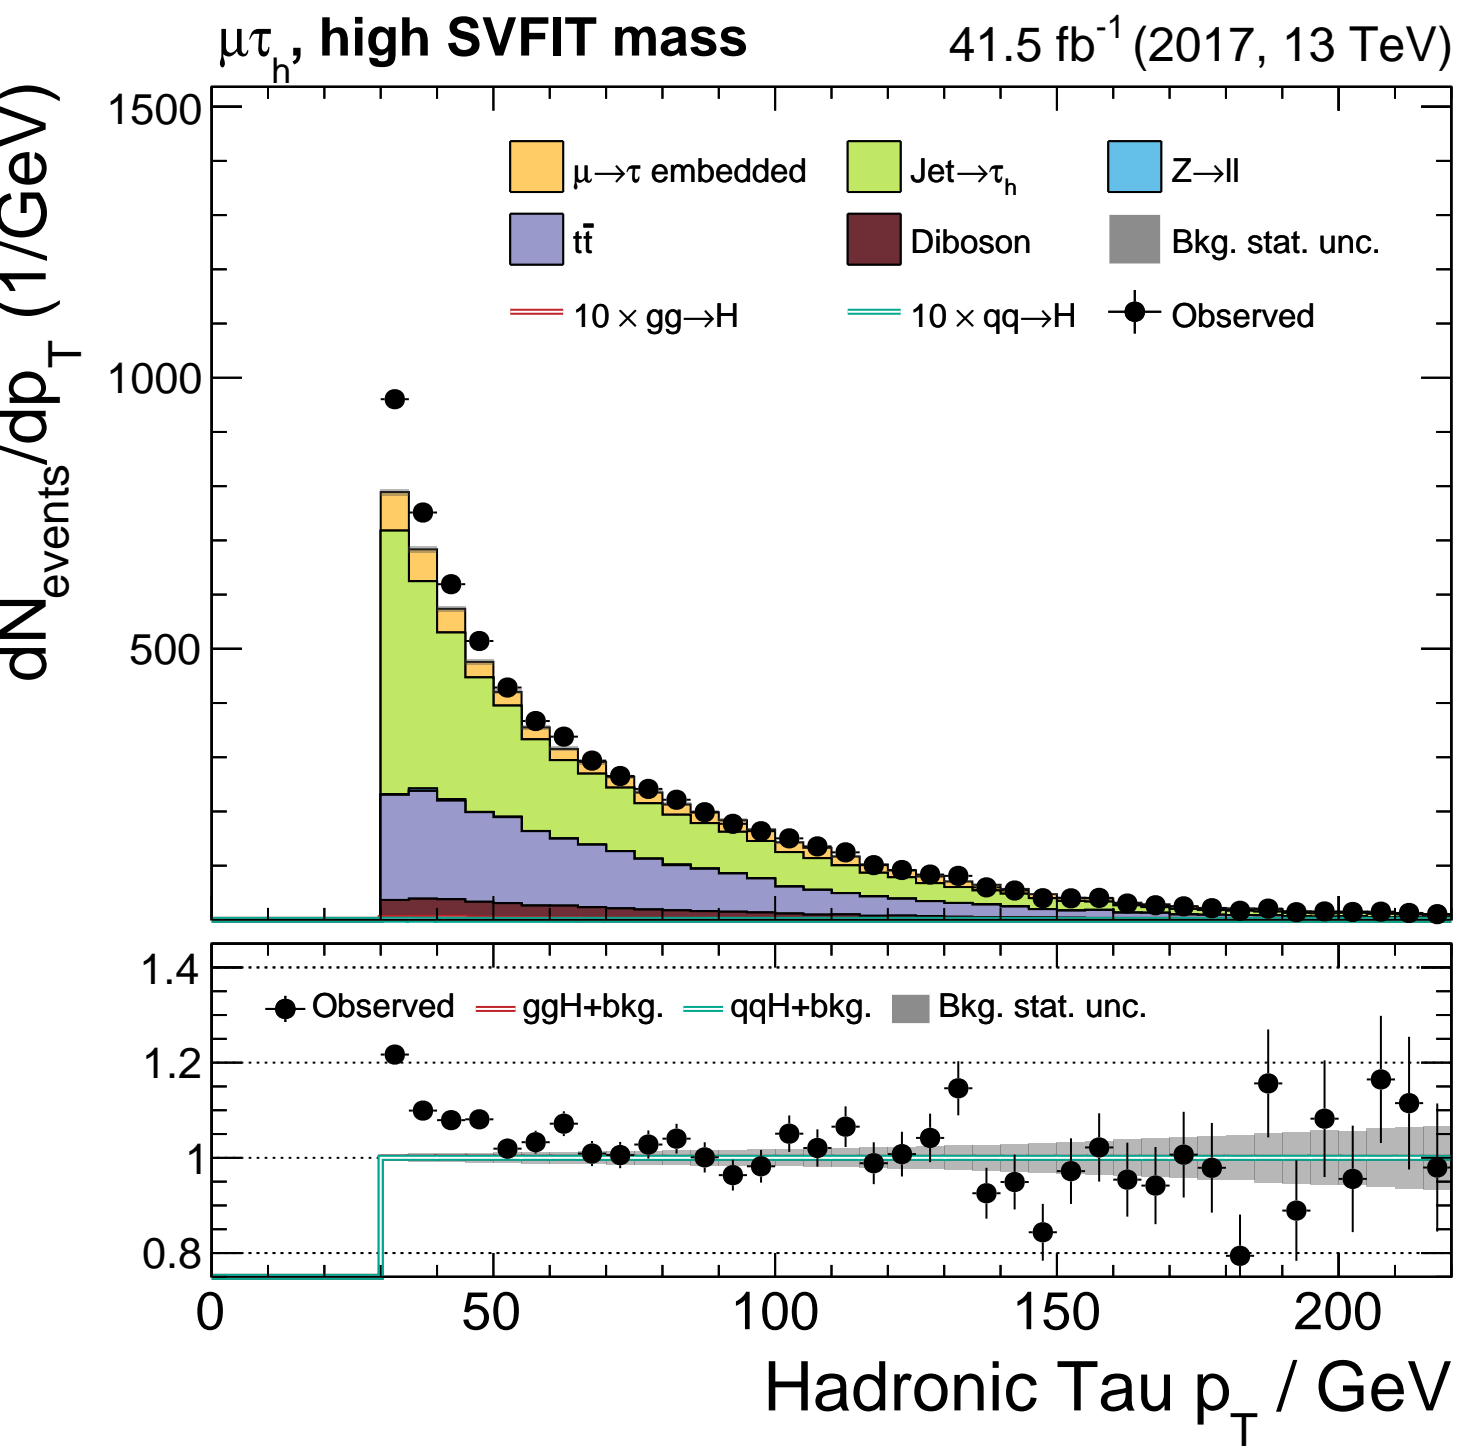 μτh, high SVFIT mass
41.5 fb-1 (2017, 13 TeV)
dNevents/dpT (1/GeV)
1500
1000
500
μ→τ embedded
Jet→τh
Z→ll
tt̄
Diboson
Bkg. stat. unc.
10 × gg→H
10 × qq→H
Observed
1.4
1.2
1
0.8
Observed
ggH+bkg.
qqH+bkg.
Bkg. stat. unc.
0
50
100
150
200
Hadronic Tau pT / GeV